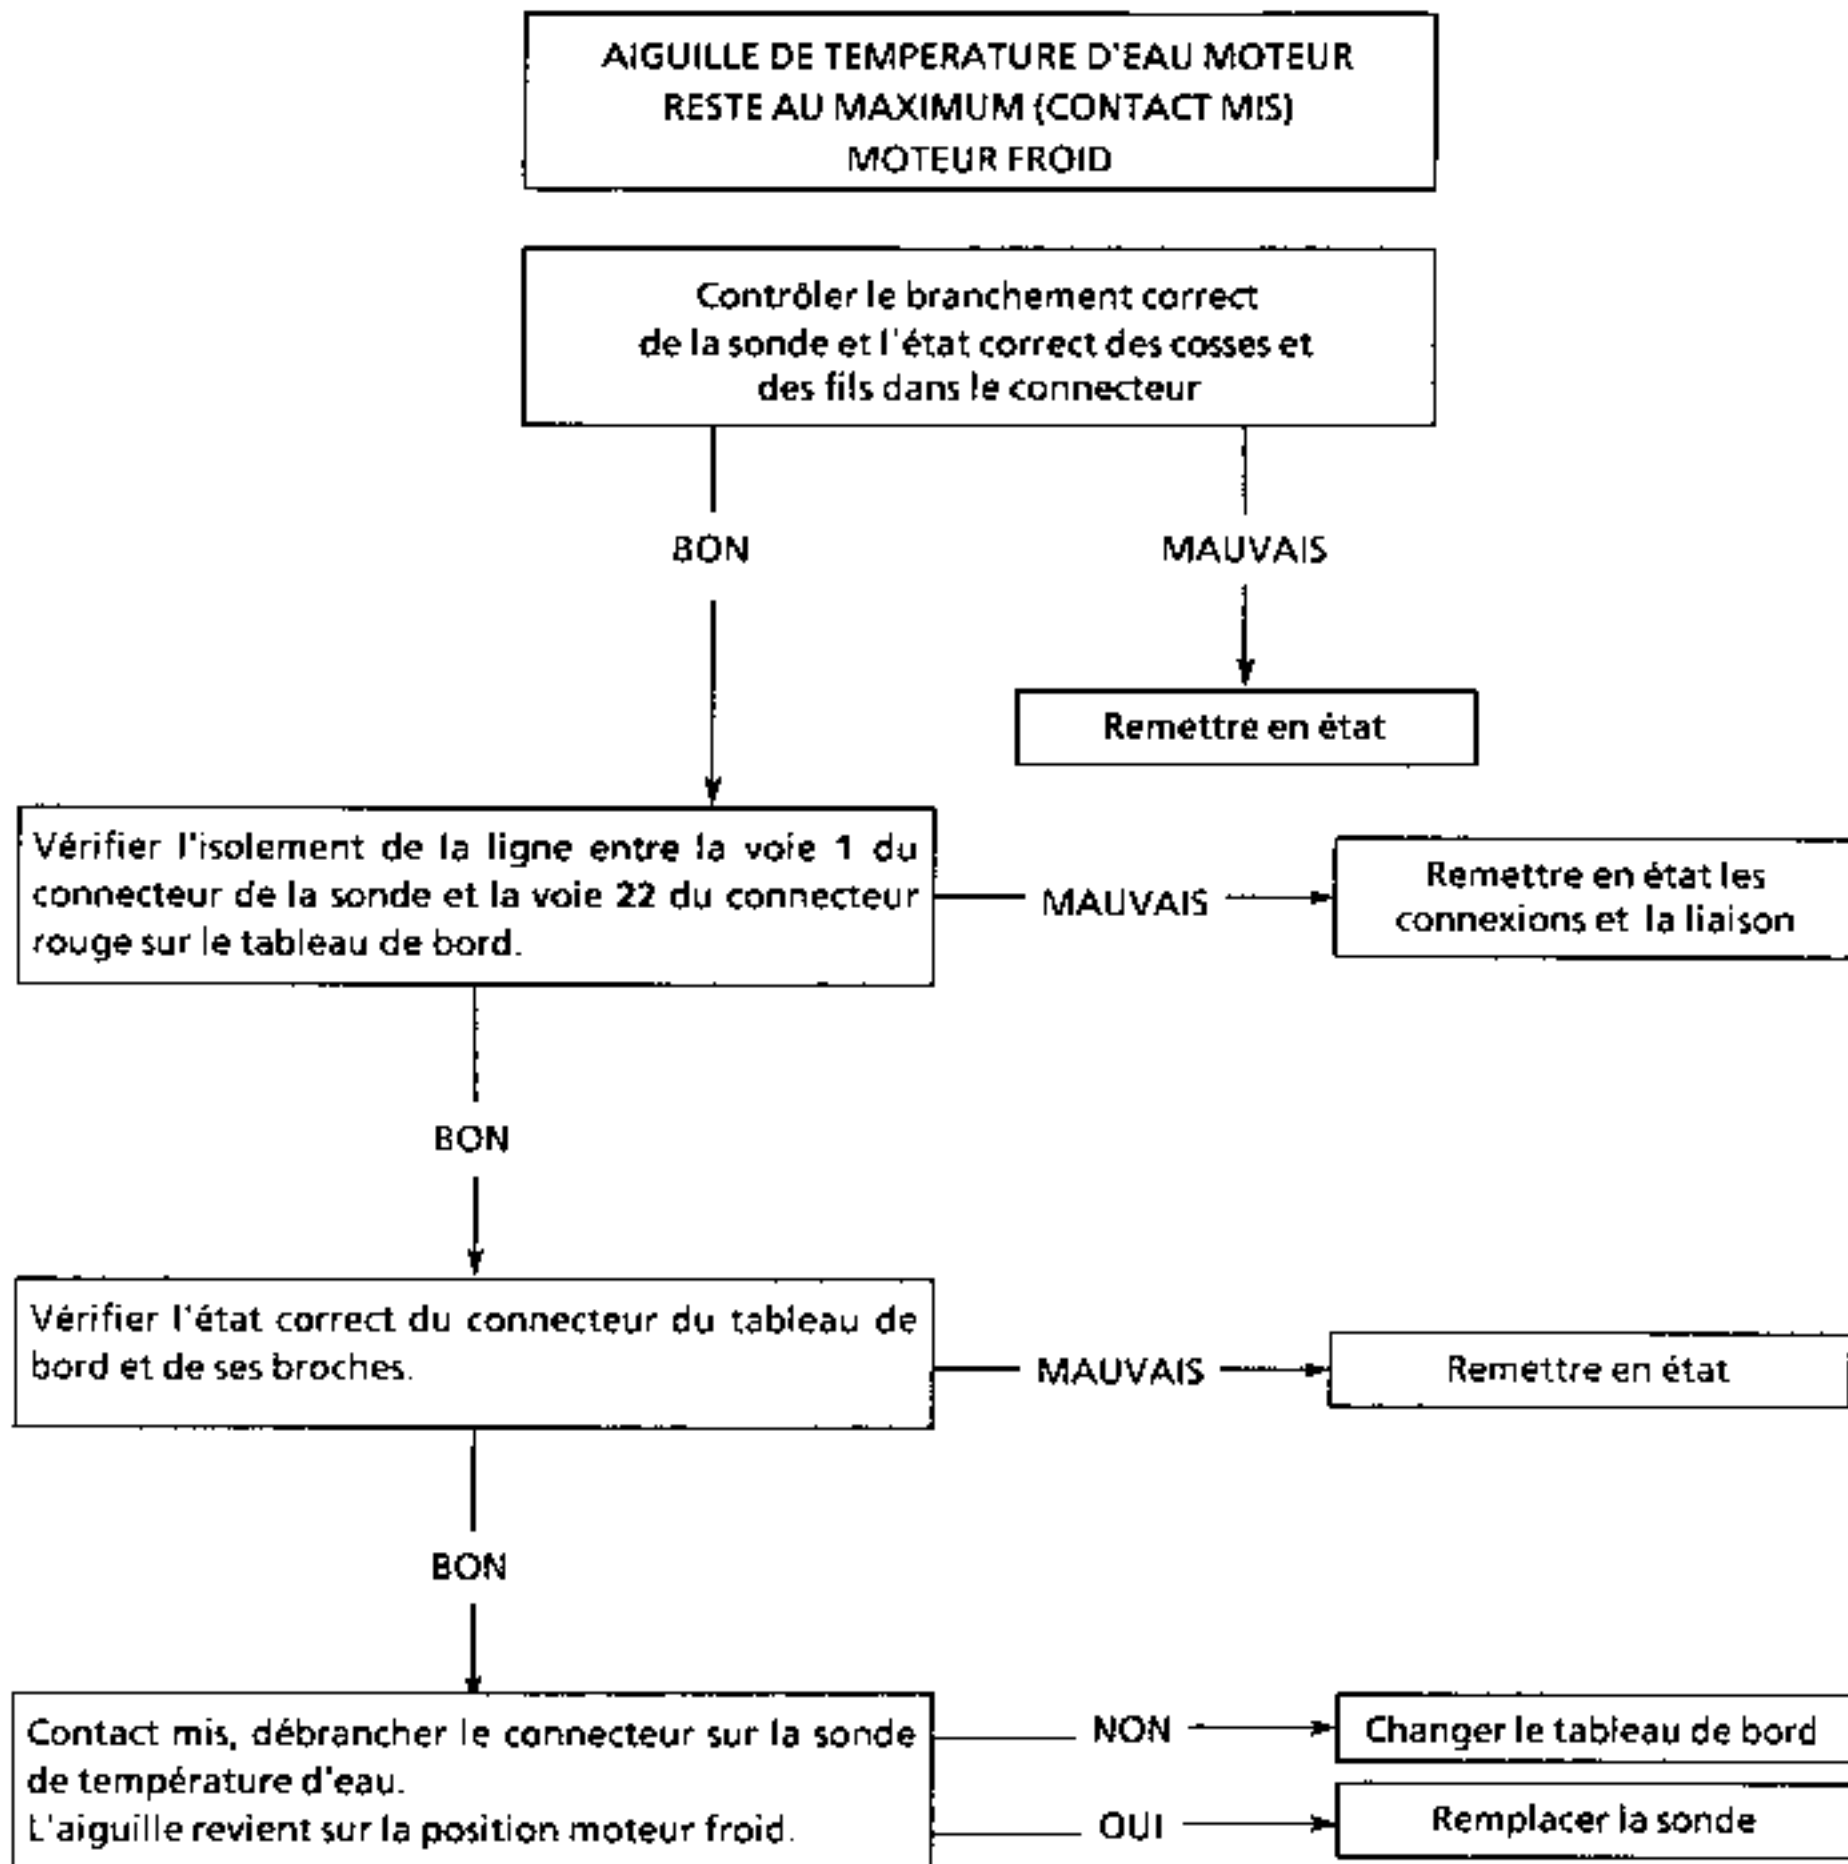 AIGUILLE DE TEMPERATURE D'EAU MOTEUR
RESTE AU MAXIMUM (CONTACT MIS)
MOTEUR FROID
Contrôler le branchement correct
de la sonde et l'état correct des cosses et
des fils dans le connecteur
BON
MAUVAIS
Remettre en état
Vérifier l'isolement de la ligne entre la voie 1 du
connecteur de la sonde et la voie 22 du connecteur
rouge sur le tableau de bord.
MAUVAIS
Remettre en état les
connexions et la liaison
BON
Vérifier l'état correct du connecteur du tableau de
bord et de ses broches.
MAUVAIS
Remettre en état
BON
Contact mis, débrancher le connecteur sur la sonde
de température d'eau.
L'aiguille revient sur la position moteur froid.
NON
Changer le tableau de bord
OUI
Remplacer la sonde